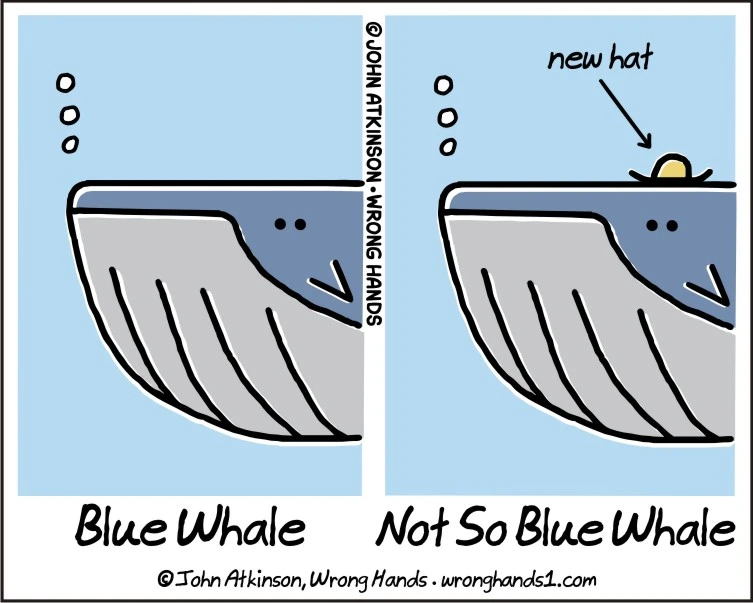 new hat
© JOHN ATKINSON • WRONG HANDS
Blue Whale
Not So Blue Whale
© John Atkinson, Wrong Hands • wronghands1.com